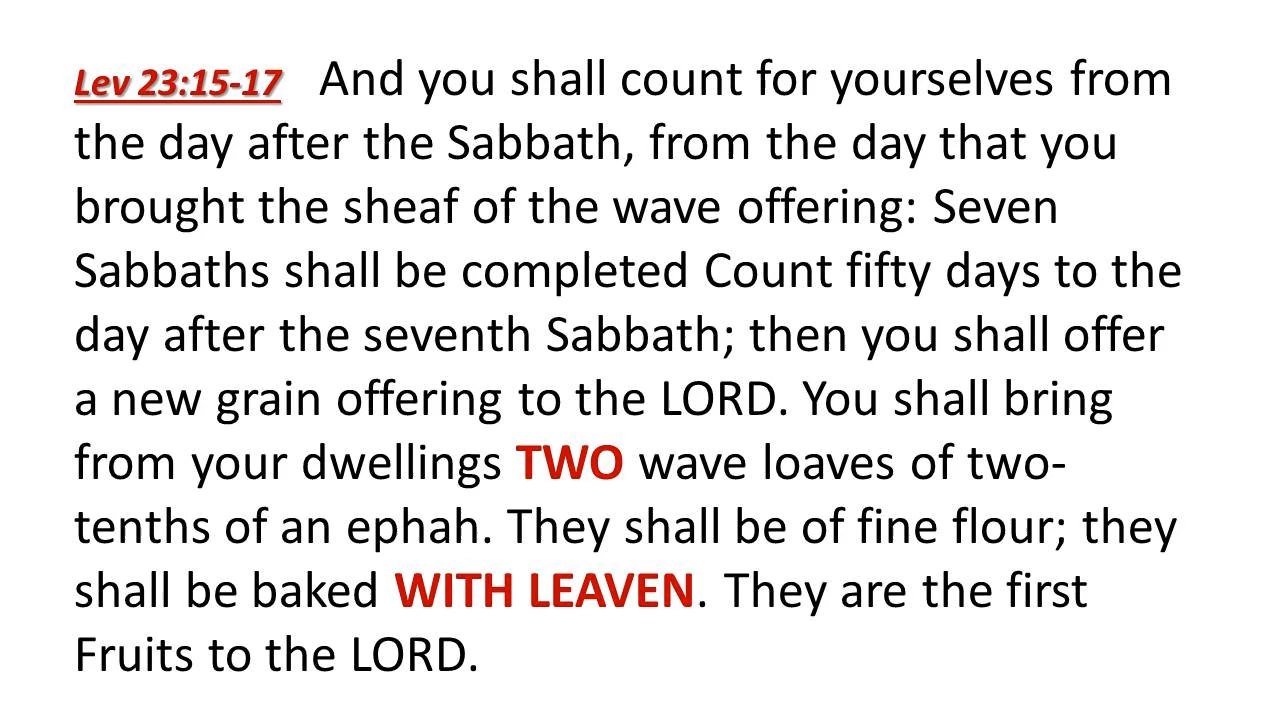 Lev 23:15-17 And you shall count for yourselves from
the day after the Sabbath, from the day that you
brought the sheaf of the wave offering: Seven
Sabbaths shall be completed Count fifty days to the
day after the seventh Sabbath; then you shall offer
a new grain offering to the LORD. You shall bring
from your dwellings TWO wave loaves of two-
tenths of an ephah. They shall be of fine flour; they
shall be baked WITH LEAVEN. They are the first
Fruits to the LORD.